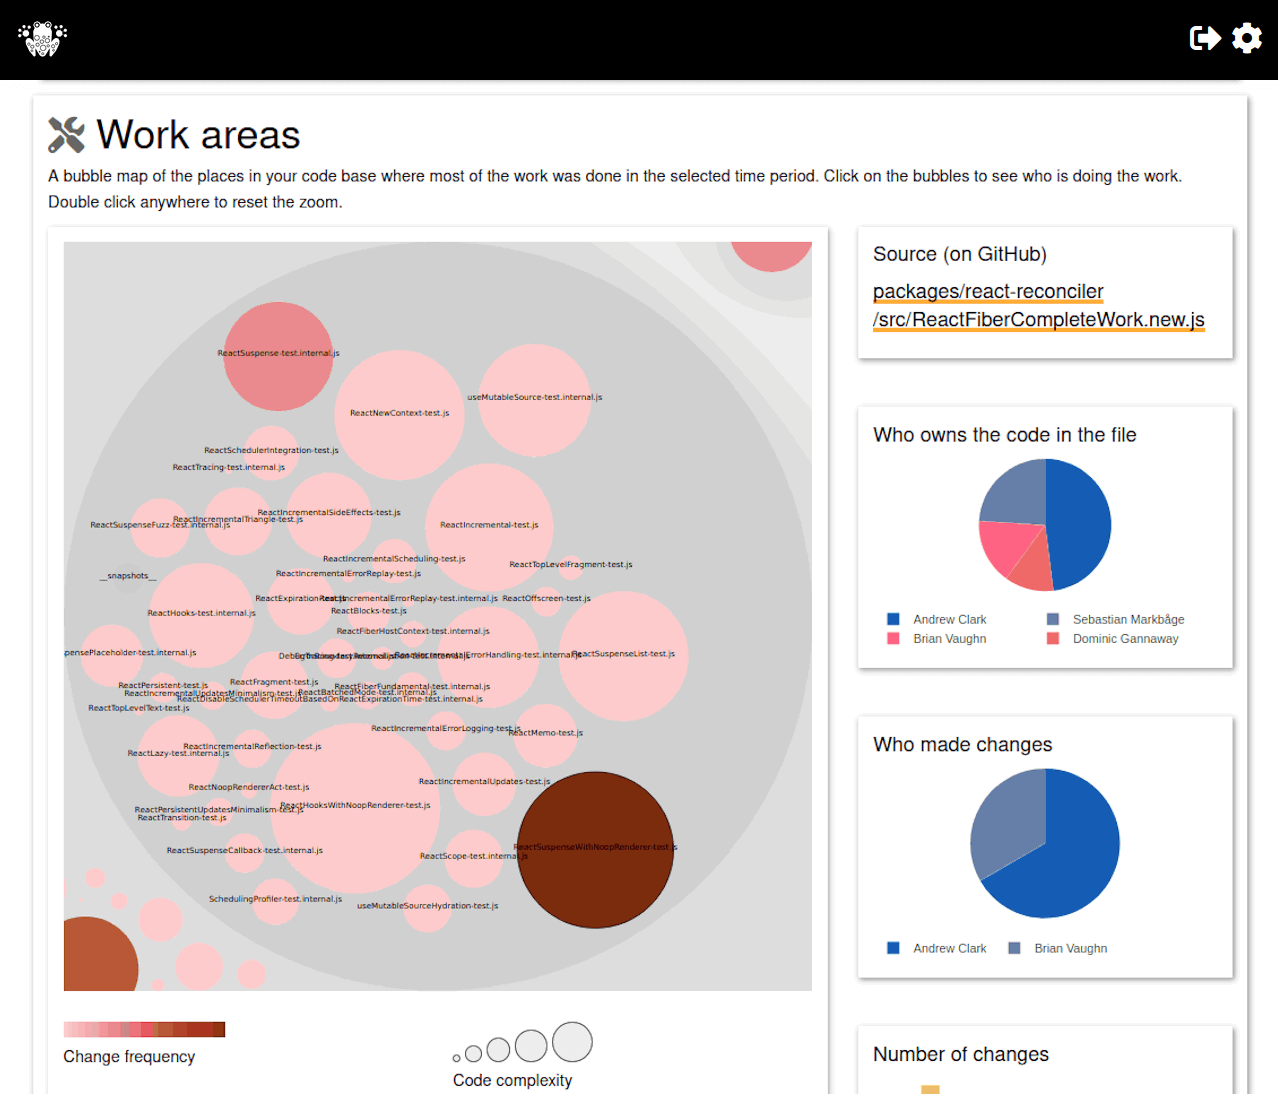 Work areas
A bubble map of the places in your code base where most of the work was done in the selected time period. Click on the bubbles to see who is doing the work.
Double click anywhere to reset the zoom.
ReactSuspense-test.internal.js
useMutableSource-test.internal.js
ReactNewContext-test.js
ReactSchedulerIntegration-test.js
ReactTracing-test.internal.js
ReactIncrementalSideEffects-test.js
ReactIncrementalTriangle-test.js
ReactSuspenseFuzz-test.internal.js
ReactIncremental-test.js
ReactIncrementalScheduling-test.js
ReactTopLevelFragment-test.js
ReactIncrementalErrorReplay-test.js
__snapshots__
ReactOffscreen-test.js
ReactBlocks-test.js
ReactHooks-test.internal.js
ReactFiberHostContext-test.internal.js
pensePlaceholder-test.internal.js
ReactSuspenseList-test.js
ReactFragment-test.js
ReactPersistent-test.js
ReactFiberFundamental-test.internal.js
ReactBatchedMode-test.internal.js
ReactIncrementalUpdatesMinimalism-test.js
ReactDisableSchedulerTimeoutBasedOnReactExpirationTime-test.internal.js
ReactTopLevelText-test.js
ReactIncrementalErrorLogging-test.js
ReactMemo-test.js
ReactIncrementalReflection-test.js
ReactLazy-test.internal.js
ReactIncrementalUpdates-test.js
ReactNoopRendererAct-test.js
ReactHooksWithNoopRenderer-test.js
ReactPersistentUpdatesMinimalism-test.js
ReactTransition-test.js
ReactSuspenseWithNoopRenderer-test.js
ReactSuspenseCallback-test.internal.js
ReactScope-test.internal.js
SchedulingProfiler-test.internal.js
useMutableSourceHydration-test.js
Change frequency
Code complexity
Source (on GitHub)
packages/react-reconciler
/src/ReactFiberCompleteWork.new.js
Who owns the code in the file
Andrew Clark
Sebastian Markbåge
Brian Vaughn
Dominic Gannaway
Who made changes
Andrew Clark
Brian Vaughn
Number of changes